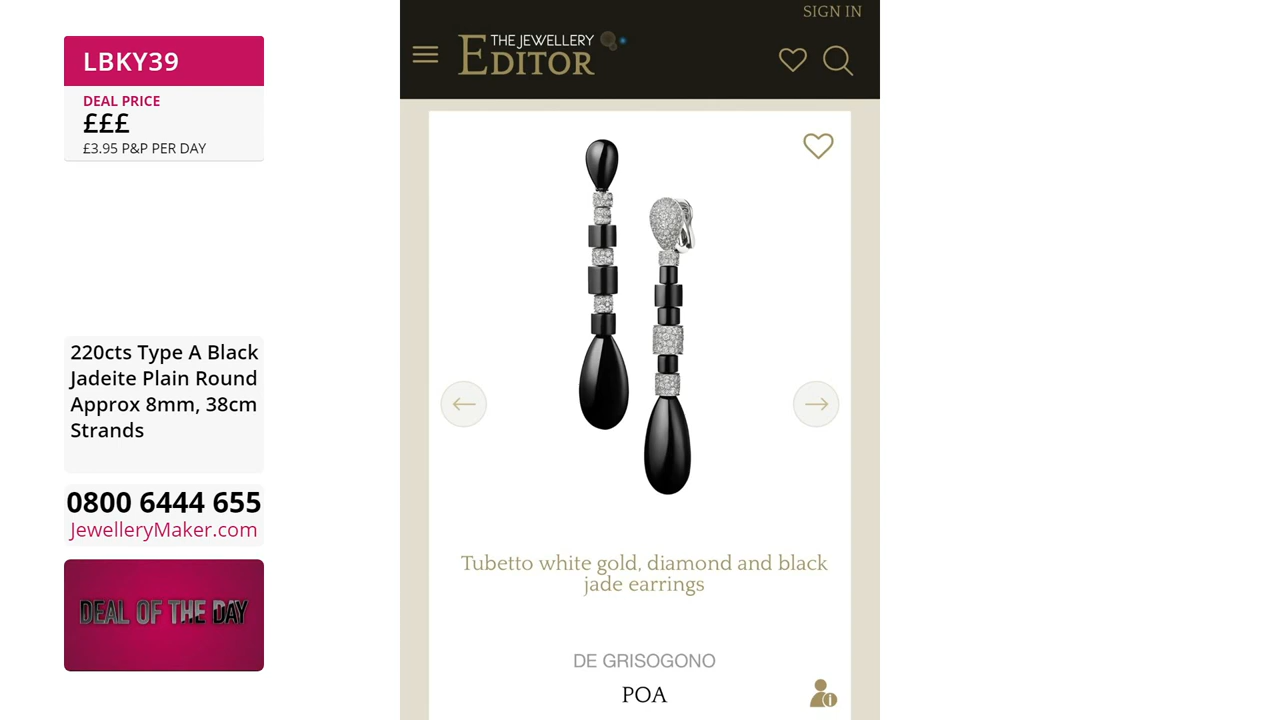 LBKY39
DEAL PRICE
£££
£3.95 P&P PER DAY
220cts Type A Black
Jadeite Plain Round
Approx 8mm, 38cm
Strands
0800 6444 655
JewelleryMaker.com
DEAL OF THE DAY
SIGN IN
THE JEWELLERY
EDITOR
Tubetto white gold, diamond and black
jade earrings
DE GRISOGONO
POA